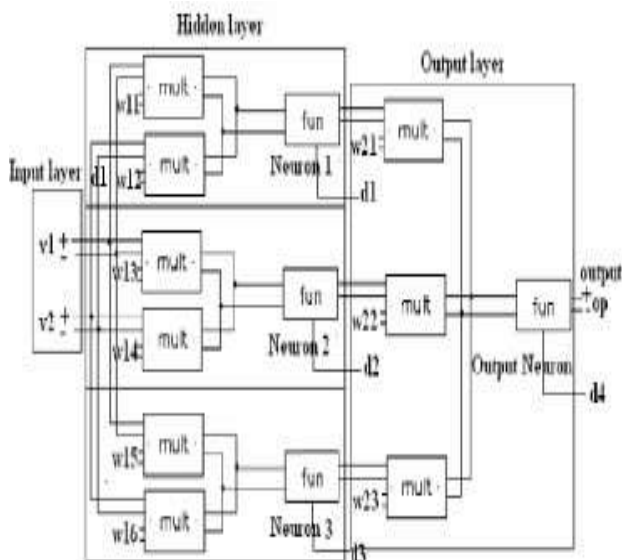 Hidden layer
Output layer
Input layer
mult
w11
mult
w12
d1
fun
Neuron 1
d1
mult
w21
v1 +
-
v2 +
-
mult
w13
mult
w14
fun
Neuron 2
d2
mult
w22
fun
output
+
-op
Output Neuron
d4
mult
w15
mult
w16
fun
Neuron 3
d3
mult
w23